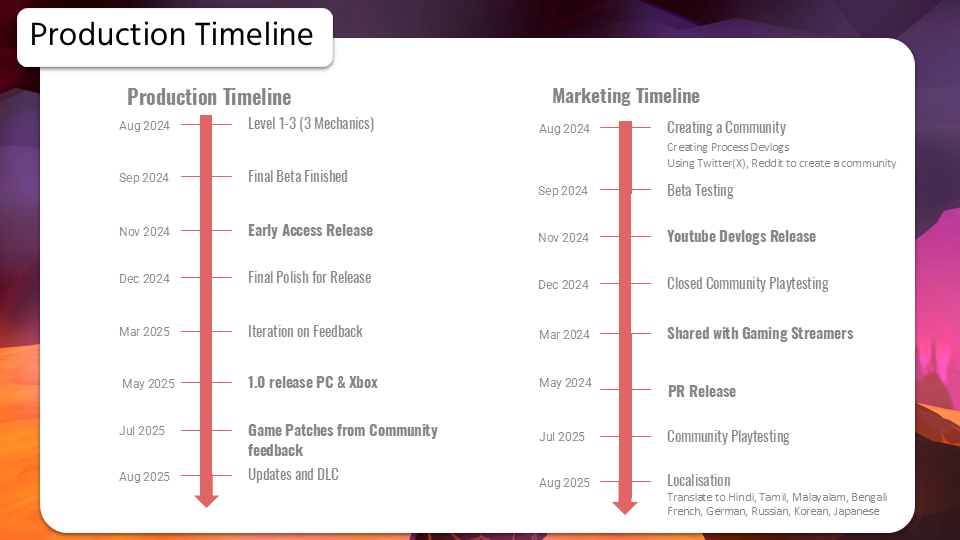 Production Timeline
Production Timeline
Aug 2024 Level 1-3 (3 Mechanics)
Sep 2024 Final Beta Finished
Nov 2024 Early Access Release
Dec 2024 Final Polish for Release
Mar 2025 Iteration on Feedback
May 2025 1.0 release PC & Xbox
Jul 2025 Game Patches from Community
feedback
Aug 2025 Updates and DLC
Marketing Timeline
Aug 2024 Creating a Community
Creating Process Devlogs
Using Twitter(X), Reddit to create a community
Sep 2024 Beta Testing
Nov 2024 Youtube Devlogs Release
Dec 2024 Closed Community Playtesting
Mar 2024 Shared with Gaming Streamers
May 2024 PR Release
Jul 2025 Community Playtesting
Aug 2025 Localisation
Translate to Hindi, Tamil, Malayalam, Bengali
French, German, Russian, Korean, Japanese